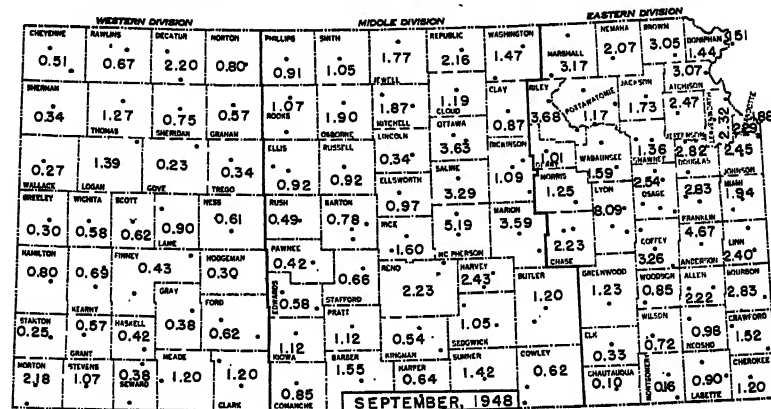 WESTERN DIVISION MIDDLE DIVISION EASTERN DIVISION
CHEYENNE RAWLINS DECATUR NORTON PHILLIPS SMITH JEWELL REPUBLIC WASHINGTON MARSHALL NEMAHA BROWN DONIPHAN
0.51 0.67 2.20 0.80 0.91 1.05 1.77 2.16 1.47 3.17 2.07 3.05 1.44 .51
SHERMAN THOMAS SHERIDAN GRAHAM ROOKS OSBORNE MITCHELL CLOUD CLAY RILEY POTTAWATOMIE JACKSON ATCHISON
0.34 1.27 0.75 0.57 1.07 1.90 1.87 1.19 0.87 3.68 1.17 1.73 3.07
2.47 2.32
WALLACE LOGAN GOVE TREGO ELLIS RUSSELL LINCOLN OTTAWA DICKINSON GEARY WABAUNSEE SHAWNEE JEFFERSON LEAVENWORTH DOUGLAS JOHNSON
0.27 1.39 0.23 0.34 0.92 0.92 0.34 3.63 1.09 1.01 1.59 1.36 2.82 2.45
ELLSWORTH SALINE MORRIS
0.97 3.29 1.25
GREELEY WICHITA SCOTT LANE NESS RUSH BARTON RICE MC PHERSON MARION CHASE LYON OSAGE FRANKLIN MIAMI
0.30 0.58 0.62 0.90 0.61 0.49 0.78 1.60 5.19 3.59 2.23 8.09 2.54 2.83 1.94
HAMILTON KEARNY FINNEY HODGEMAN PAWNEE STAFFORD COFFEY ANDERSON LINN
0.80 0.69 0.43 0.30 0.42 0.66 3.26 4.67 2.40
GRAY FORD EDWARDS RENO HARVEY BUTLER GREENWOOD WOODSON ALLEN BOURBON
0.38 0.62 0.58 2.23 2.43 1.20 1.23 0.85 2.22 2.83
STANTON GRANT HASKELL KIOWA PRATT KINGMAN SEDGWICK ELK WILSON NEOSHO CRAWFORD
0.25 0.57 0.42 1.12 1.12 0.54 1.05 0.33 0.72 0.98 1.52
MORTON STEVENS SEWARD MEADE CLARK COMANCHE BARBER HARPER SUMNER COWLEY CHAUTAUQUA MONTGOMERY LABETTE CHEROKEE
2.18 1.07 0.38 1.20 1.20 0.85 1.55 0.64 1.42 0.62 0.10 0.16 0.90 1.20
SEPTEMBER, 1948